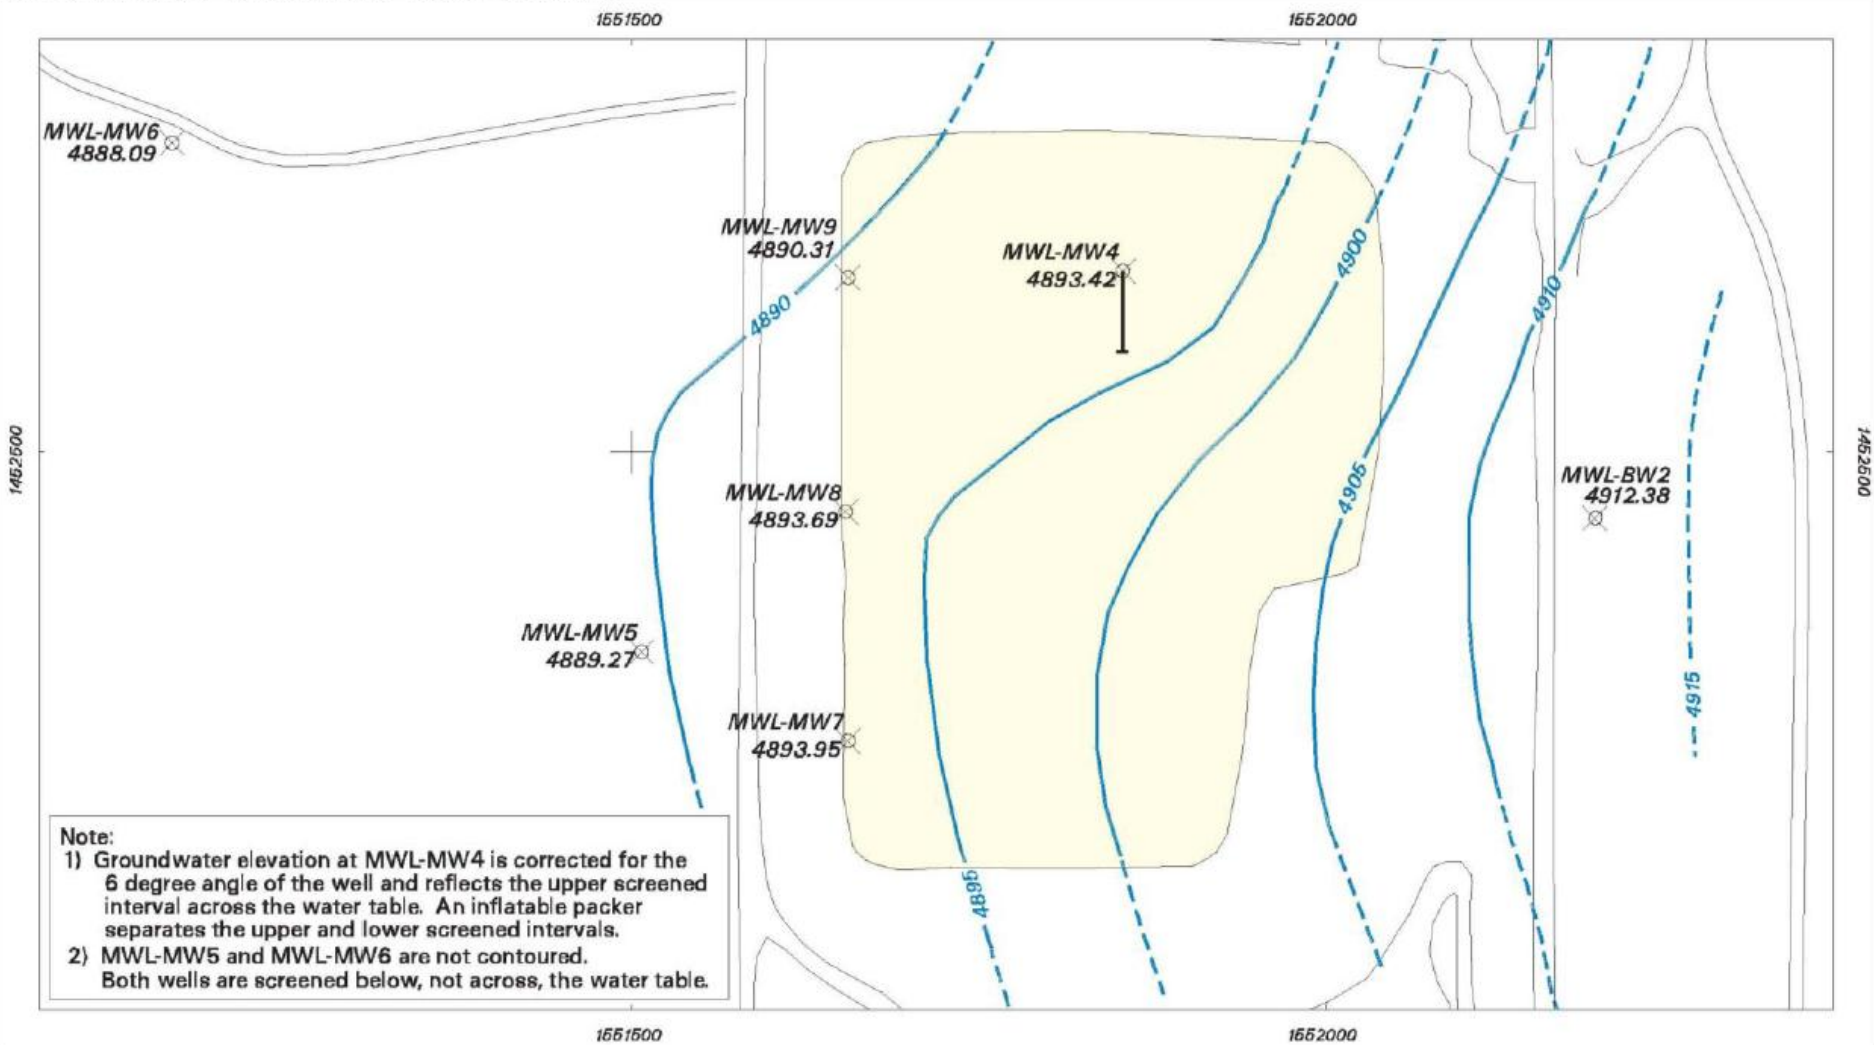 1551500
1552000
MWL-MW6
4888.09
MWL-MW9
4890.31
MWL-MW4
4893.42
4900
4890
4910
1452500
1452500
4905
MWL-BW2
4912.38
MWL-MW8
4893.69
MWL-MW5
4889.27
4915
MWL-MW7
4893.95
4895
Note:
1) Groundwater elevation at MWL-MW4 is corrected for the
6 degree angle of the well and reflects the upper screened
interval across the water table. An inflatable packer
separates the upper and lower screened intervals.
2) MWL-MW5 and MWL-MW6 are not contoured.
Both wells are screened below, not across, the water table.
1551500
1552000